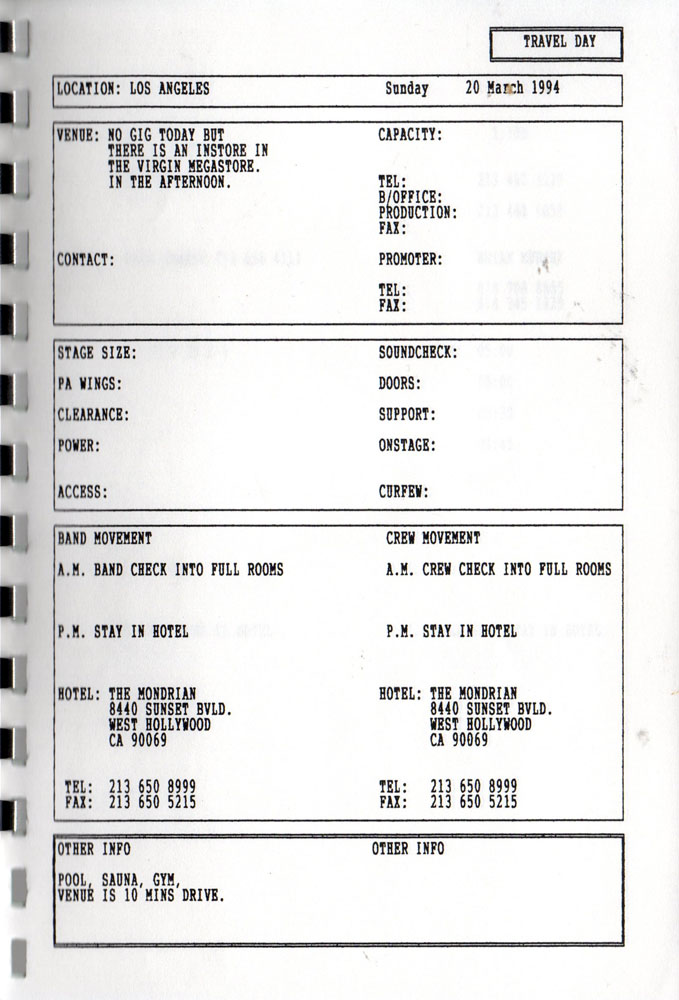 TRAVEL DAY
LOCATION: LOS ANGELES Sunday 20 March 1994
VENUE: NO GIG TODAY BUT CAPACITY:
THERE IS AN INSTORE IN
THE VIRGIN MEGASTORE.
IN THE AFTERNOON. TEL:
B/OFFICE:
PRODUCTION:
FAX:
CONTACT: PROMOTER:
TEL:
FAX:
STAGE SIZE: SOUNDCHECK:
PA WINGS: DOORS:
CLEARANCE: SUPPORT:
POWER: ONSTAGE:
ACCESS: CURFEW:
BAND MOVEMENT CREW MOVEMENT
A.M. BAND CHECK INTO FULL ROOMS A.M. CREW CHECK INTO FULL ROOMS
P.M. STAY IN HOTEL P.M. STAY IN HOTEL
HOTEL: THE MONDRIAN HOTEL: THE MONDRIAN
8440 SUNSET BVLD. 8440 SUNSET BVLD.
WEST HOLLYWOOD WEST HOLLYWOOD
CA 90069 CA 90069
TEL: 213 650 8999 TEL: 213 650 8999
FAX: 213 650 5215 FAX: 213 650 5215
OTHER INFO OTHER INFO
POOL, SAUNA, GYM,
VENUE IS 10 MINS DRIVE.